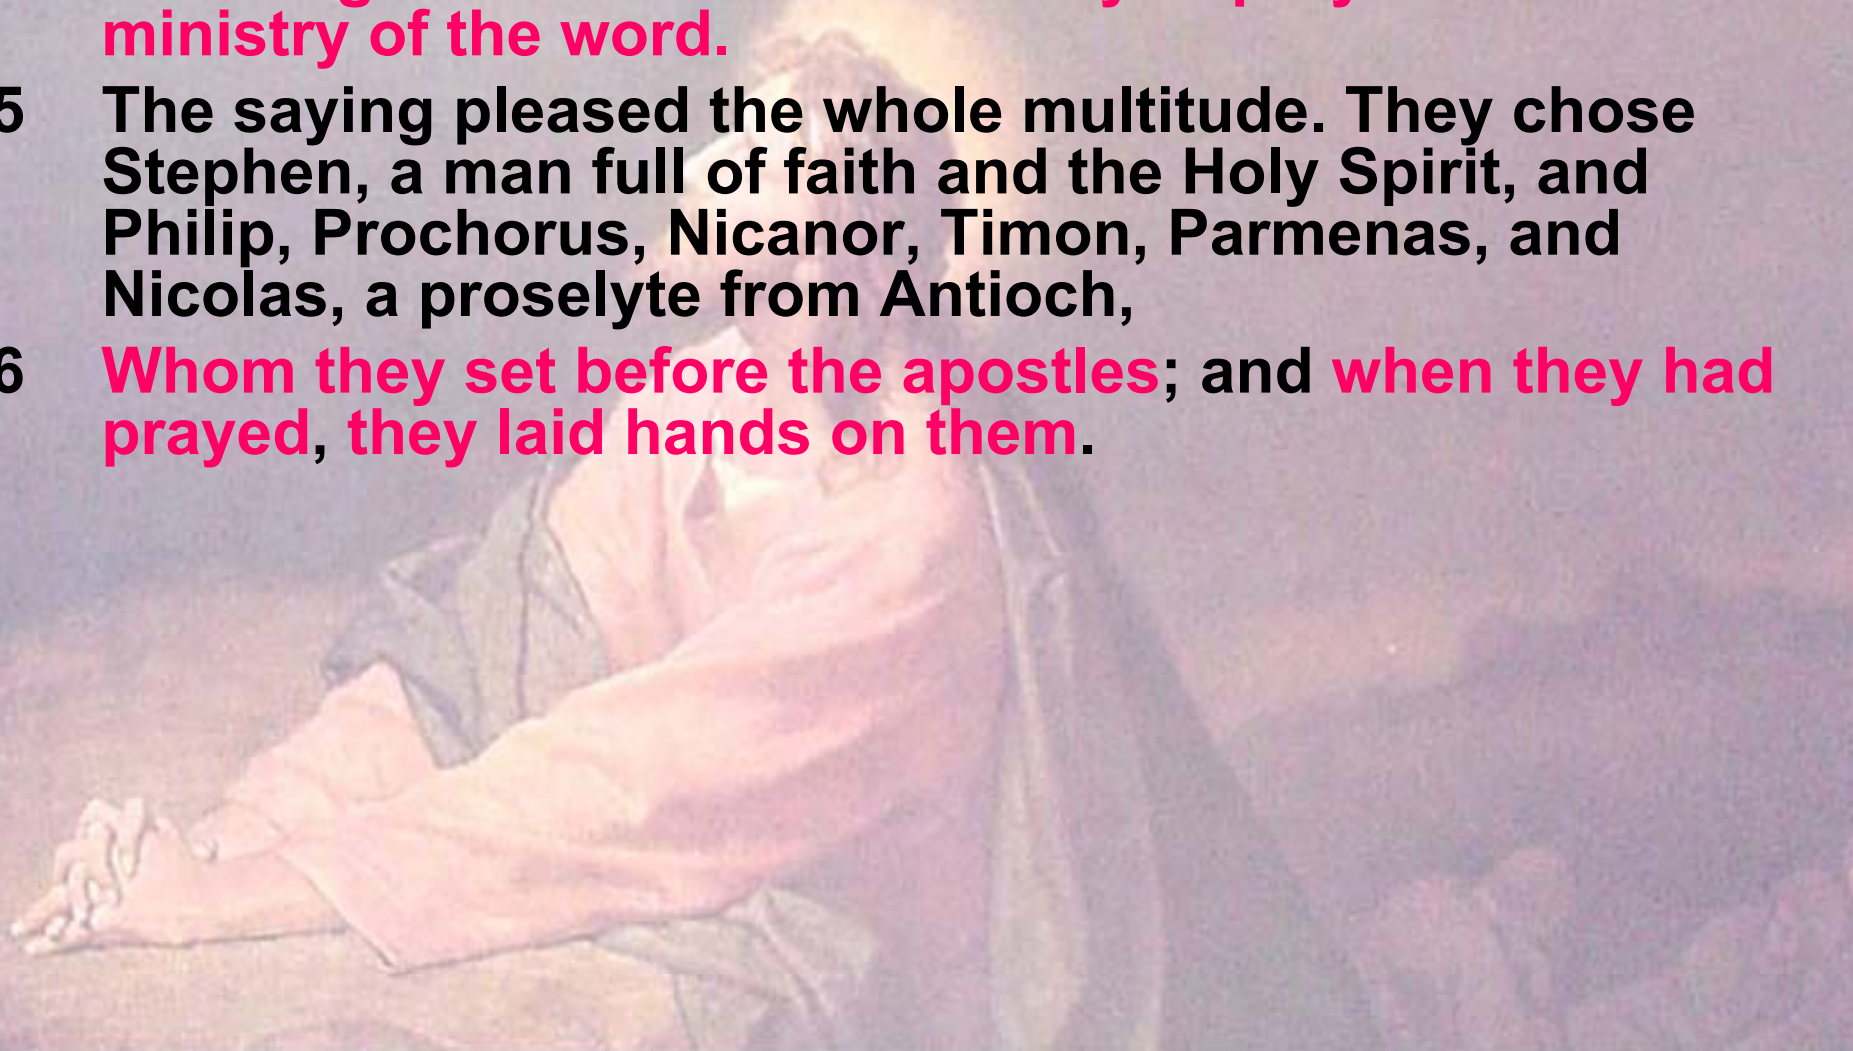 ministry of the word.
5 The saying pleased the whole multitude. They chose
Stephen, a man full of faith and the Holy Spirit, and
Philip, Prochorus, Nicanor, Timon, Parmenas, and
Nicolas, a proselyte from Antioch,
6 Whom they set before the apostles; and when they had
prayed, they laid hands on them.